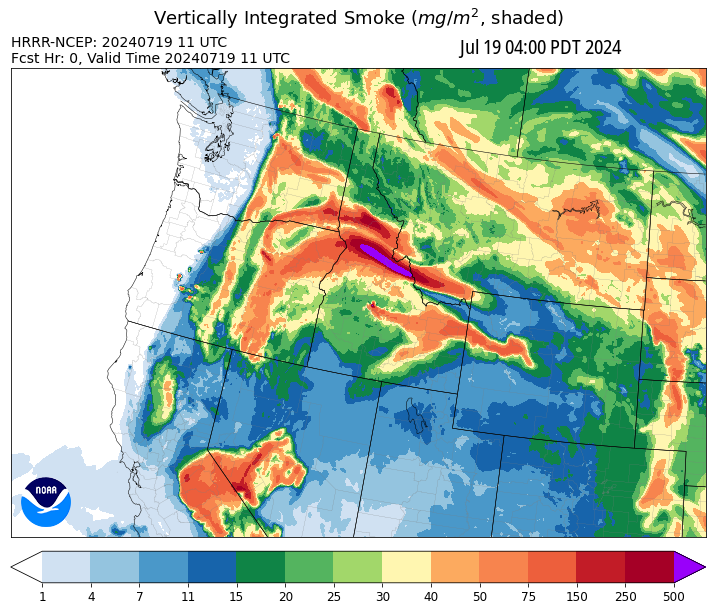 Vertically Integrated Smoke (mg/m², shaded)
HRRR-NCEP: 20240719 11 UTC
Jul 19 04:00 PDT 2024
Fcst Hr: 0, Valid Time 20240719 11 UTC
NOAA
1 4 7 11 15 20 25 30 40 50 75 150 250 500